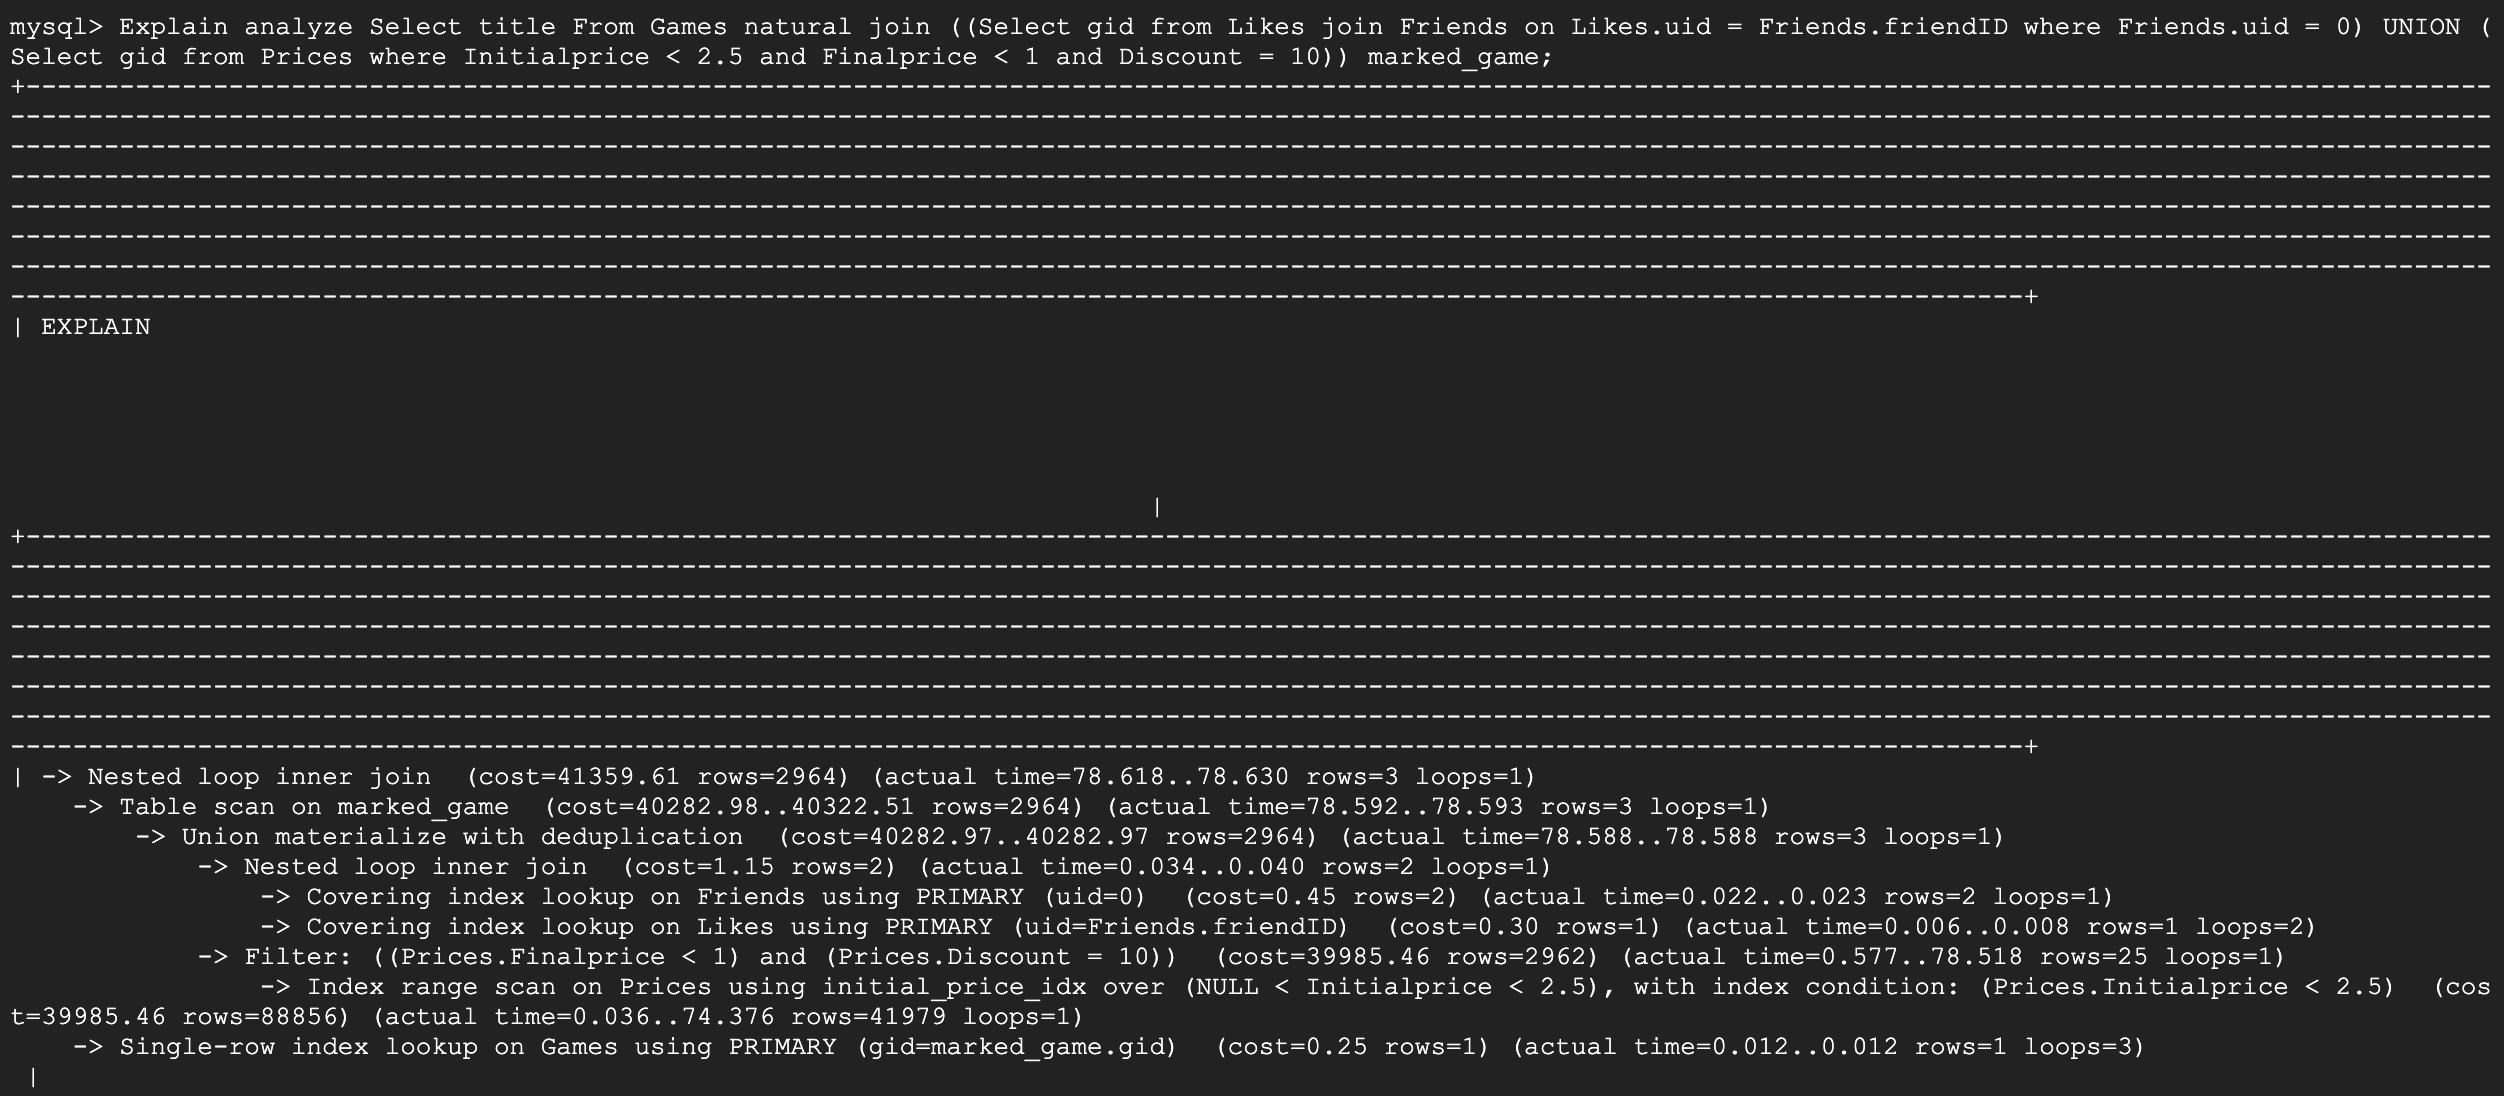 mysql> Explain analyze Select title From Games natural join ((Select gid from Likes join Friends on Likes.uid = Friends.friendID where Friends.uid = 0) UNION (
Select gid from Prices where Initialprice < 2.5 and Finalprice < 1 and Discount = 10)) marked_game;
| EXPLAIN
|
| -> Nested loop inner join  (cost=41359.61 rows=2964) (actual time=78.618..78.630 rows=3 loops=1)
    -> Table scan on marked_game  (cost=40282.98..40322.51 rows=2964) (actual time=78.592..78.593 rows=3 loops=1)
        -> Union materialize with deduplication  (cost=40282.97..40282.97 rows=2964) (actual time=78.588..78.588 rows=3 loops=1)
            -> Nested loop inner join  (cost=1.15 rows=2) (actual time=0.034..0.040 rows=2 loops=1)
                -> Covering index lookup on Friends using PRIMARY (uid=0)  (cost=0.45 rows=2) (actual time=0.022..0.023 rows=2 loops=1)
                -> Covering index lookup on Likes using PRIMARY (uid=Friends.friendID)  (cost=0.30 rows=1) (actual time=0.006..0.008 rows=1 loops=2)
            -> Filter: ((Prices.Finalprice < 1) and (Prices.Discount = 10))  (cost=39985.46 rows=2962) (actual time=0.577..78.518 rows=25 loops=1)
                -> Index range scan on Prices using initial_price_idx over (NULL < Initialprice < 2.5), with index condition: (Prices.Initialprice < 2.5)  (cos
t=39985.46 rows=88856) (actual time=0.036..74.376 rows=41979 loops=1)
    -> Single-row index lookup on Games using PRIMARY (gid=marked_game.gid)  (cost=0.25 rows=1) (actual time=0.012..0.012 rows=1 loops=3)
 |